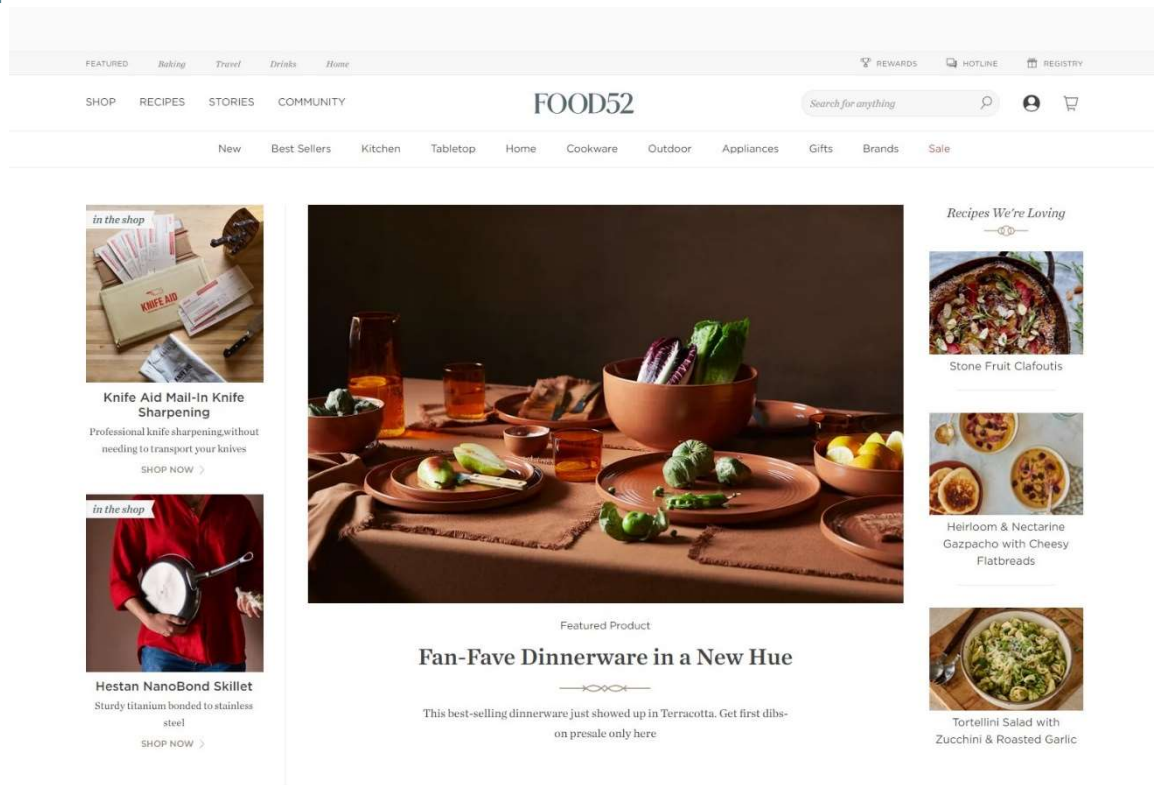 FEATURED Baking Travel Drinks Home REWARDS HOTLINE REGISTRY
SHOP RECIPES STORIES COMMUNITY FOOD52 Search for anything
New Best Sellers Kitchen Tabletop Home Cookware Outdoor Appliances Gifts Brands Sale
in the shop
KNIFE AID
Knife Aid Mail-In Knife
Sharpening
Professional knife sharpening,without
needing to transport your knives
SHOP NOW
in the shop
Hestan NanoBond Skillet
Sturdy titanium bonded to stainless
steel
SHOP NOW
Featured Product
Fan-Fave Dinnerware in a New Hue
This best-selling dinnerware just showed up in Terracotta. Get first dibs-
on presale only here
Recipes We're Loving
Stone Fruit Clafoutis
Heirloom & Nectarine
Gazpacho with Cheesy
Flatbreads
Tortellini Salad with
Zucchini & Roasted Garlic